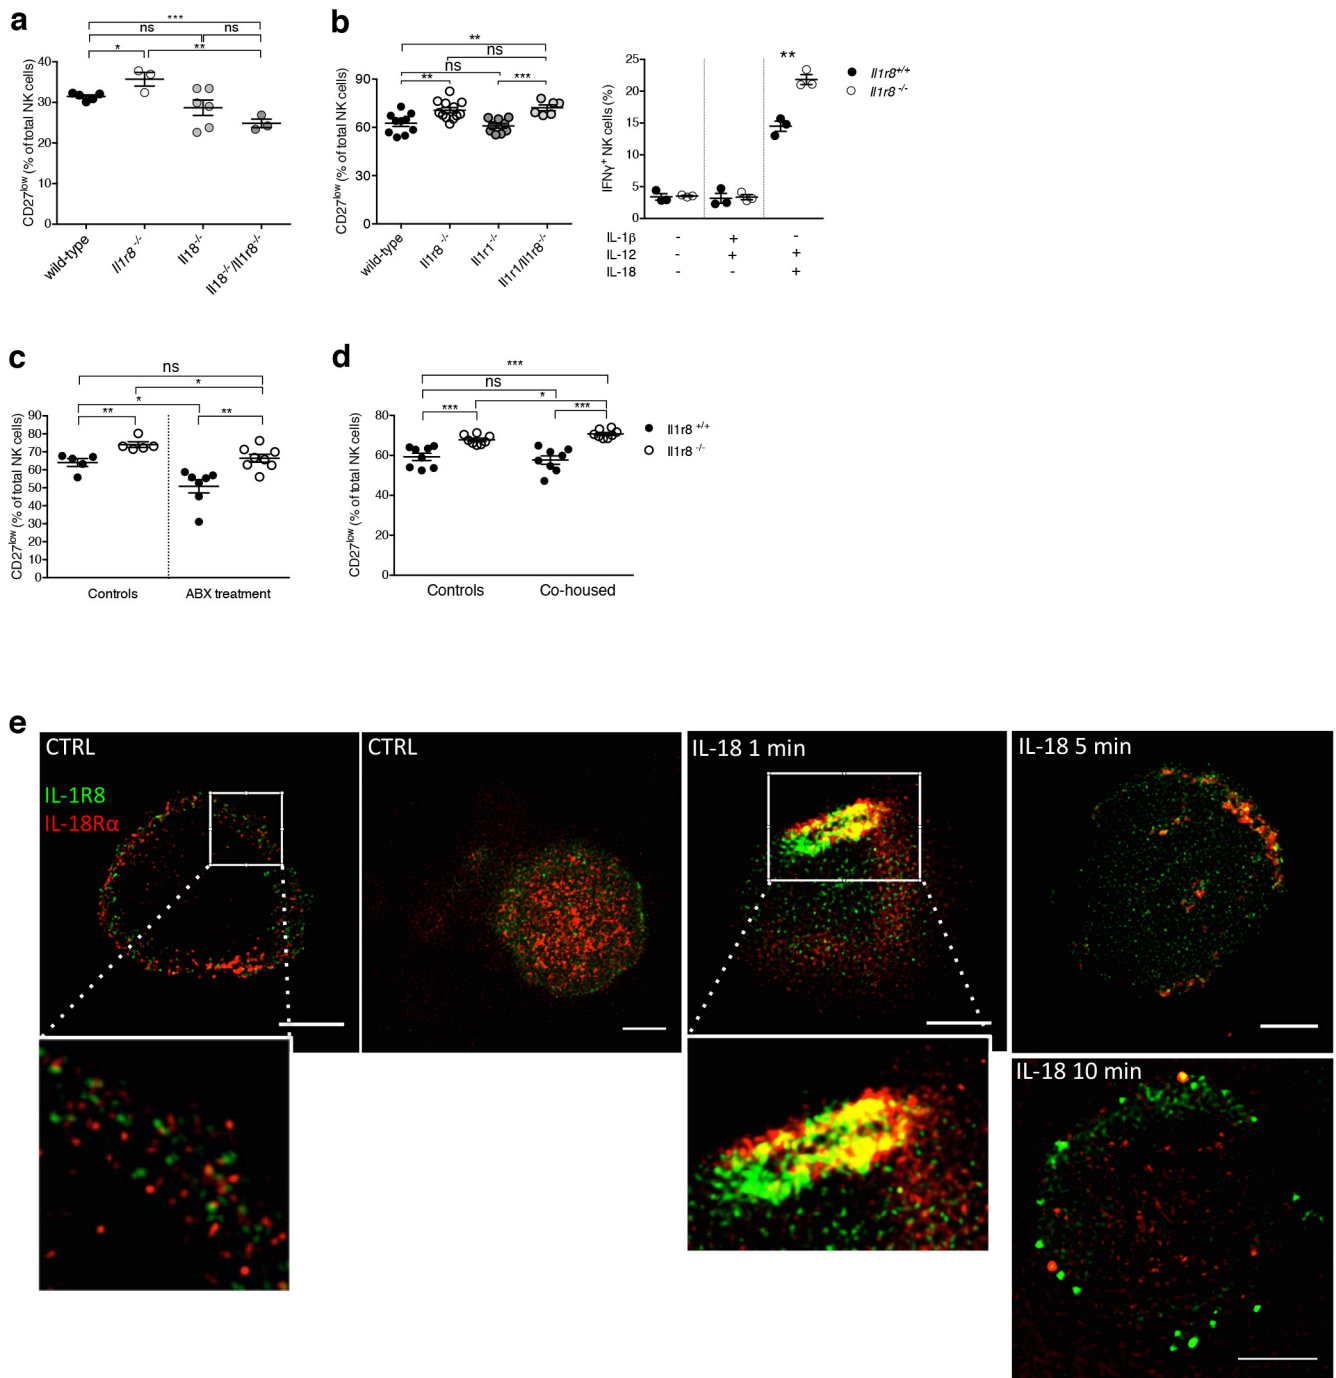 a
***
ns ns
* **
CD27low (% of total NK cells)
40
30
20
10
0
wild-type
Il1r8 -/-
Il18-/-
Il18-/-/Il1r8-/-
b
**
ns
ns
** ***
CD27low (% of total NK cells)
90
60
30
0
wild-type
Il1r8-/-
Il1r1-/-
Il1r1/Il1r8-/-
IFNγ+ NK cells (%)
25
20
15
10
5
0
**
Il1r8+/+
Il1r8-/-
IL-1β - + -
IL-12 - + +
IL-18 - - +
c
ns
*
*
** **
CD27low (% of total NK cells)
90
80
70
60
50
40
30
20
10
0
Controls ABX treatment
d
***
ns
*
*** ***
CD27low (% of total NK cells)
80
60
40
20
0
Controls Co-housed
Il1r8 +/+
Il1r8 -/-
e
CTRL
IL-1R8
IL-18Rα
CTRL
IL-18 1 min
IL-18 5 min
IL-18 10 min